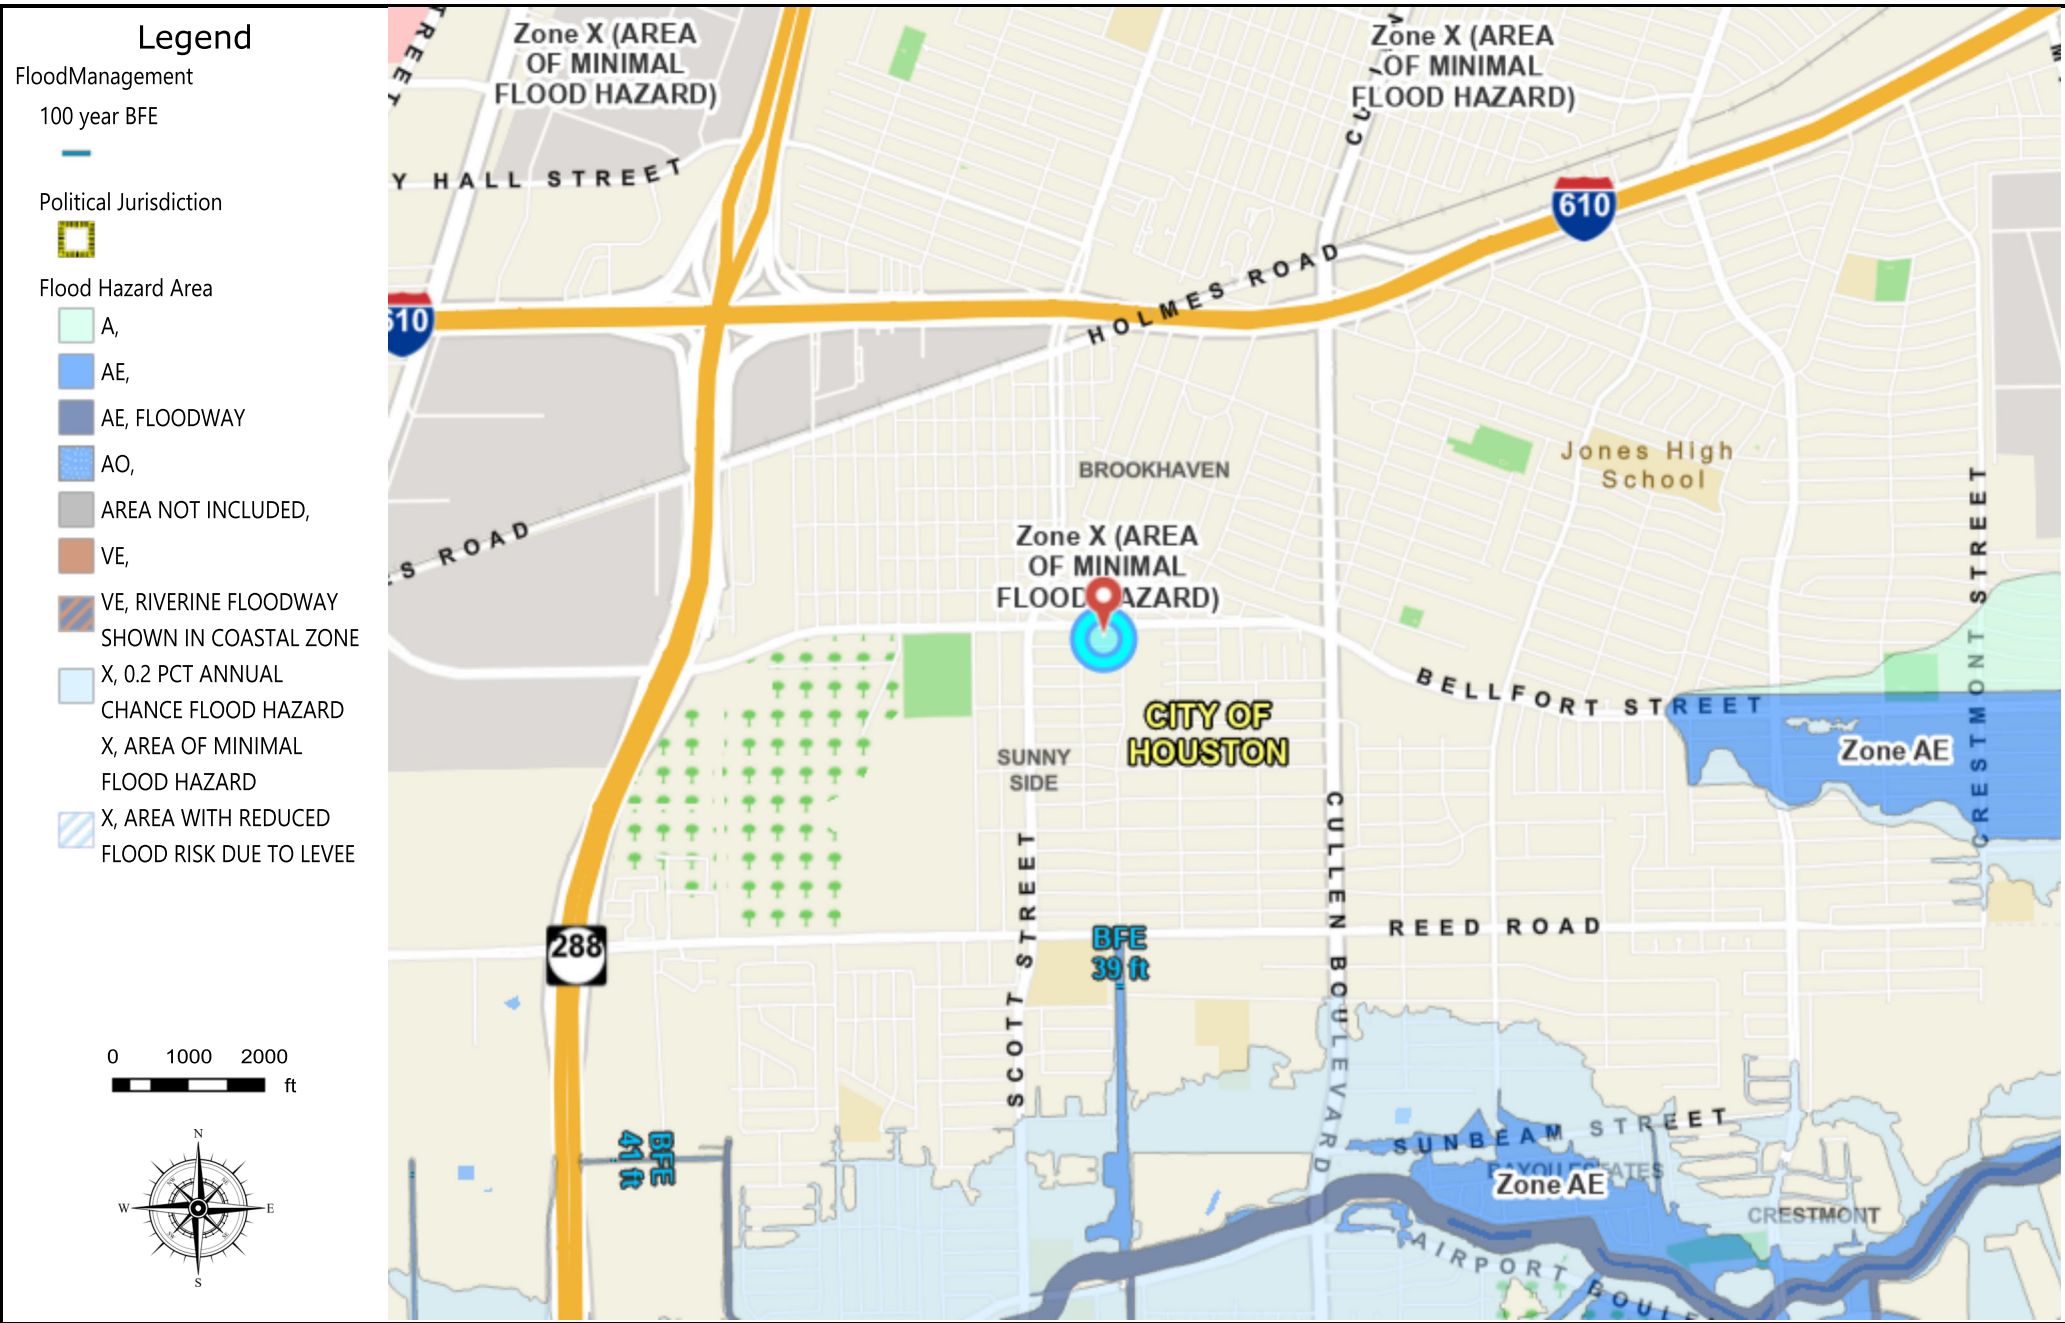 Legend
FloodManagement
100 year BFE
Political Jurisdiction
Flood Hazard Area
A,
AE,
AE, FLOODWAY
AO,
AREA NOT INCLUDED,
VE,
VE, RIVERINE FLOODWAY
SHOWN IN COASTAL ZONE
X, 0.2 PCT ANNUAL
CHANCE FLOOD HAZARD
X, AREA OF MINIMAL
FLOOD HAZARD
X, AREA WITH REDUCED
FLOOD RISK DUE TO LEVEE
0 1000 2000
ft
N
W E
S
TREET
Zone X (AREA
OF MINIMAL
FLOOD HAZARD)
Zone X (AREA
OF MINIMAL
FLOOD HAZARD)
Y HALL STREET
610
610
HOLMES ROAD
BROOKHAVEN
Jones High
School
S ROAD
Zone X (AREA
OF MINIMAL
FLOOD HAZARD)
CRESTMONT STREET
BELLFORT STREET
CITY OF
HOUSTON
Zone AE
SUNNY
SIDE
SCOTT STREET
CULLEN BOULEVARD
REED ROAD
288
BFE
39 ft
BFE
41 ft
SUNBEAM STREET
BAYOU ESTATES
Zone AE
CRESTMONT
AIRPORT BOULE